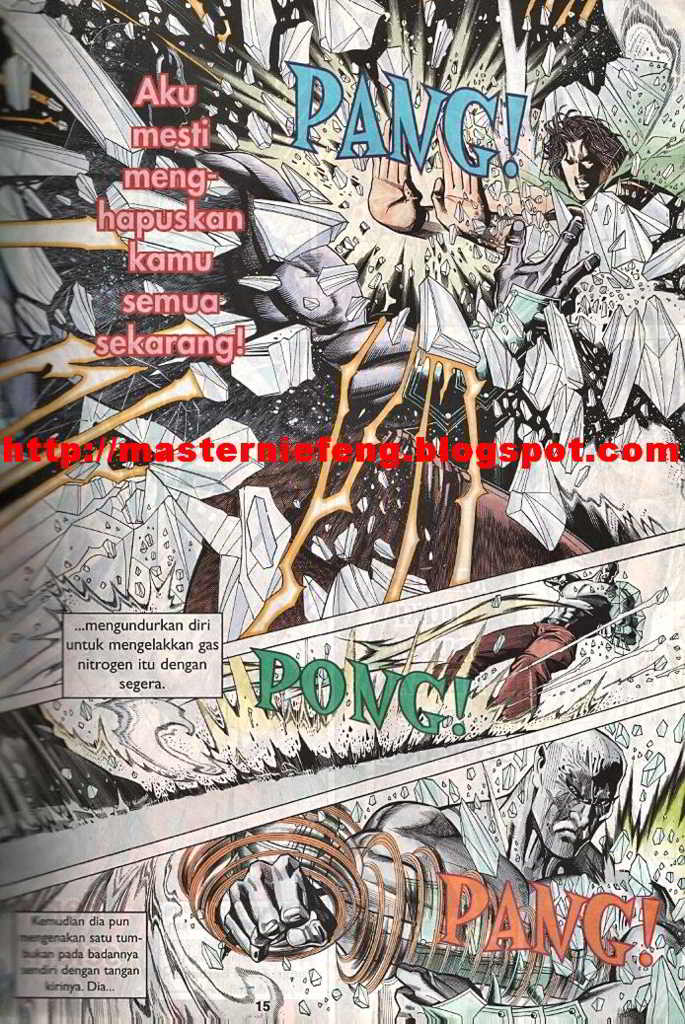 PANG!
Aku
mesti
meng-
hapuskan
kamu
semua
sekarang!
http://masterniefeng.blogspot.com
...mengundurkan diri
untuk mengelakkan gas
nitrogen itu dengan
segera.
PONG!
PANG!
Kemudian dia pun
mengenakan satu tum-
bukan pada badannya
sendiri dengan tangan
kirinya. Dia...
15